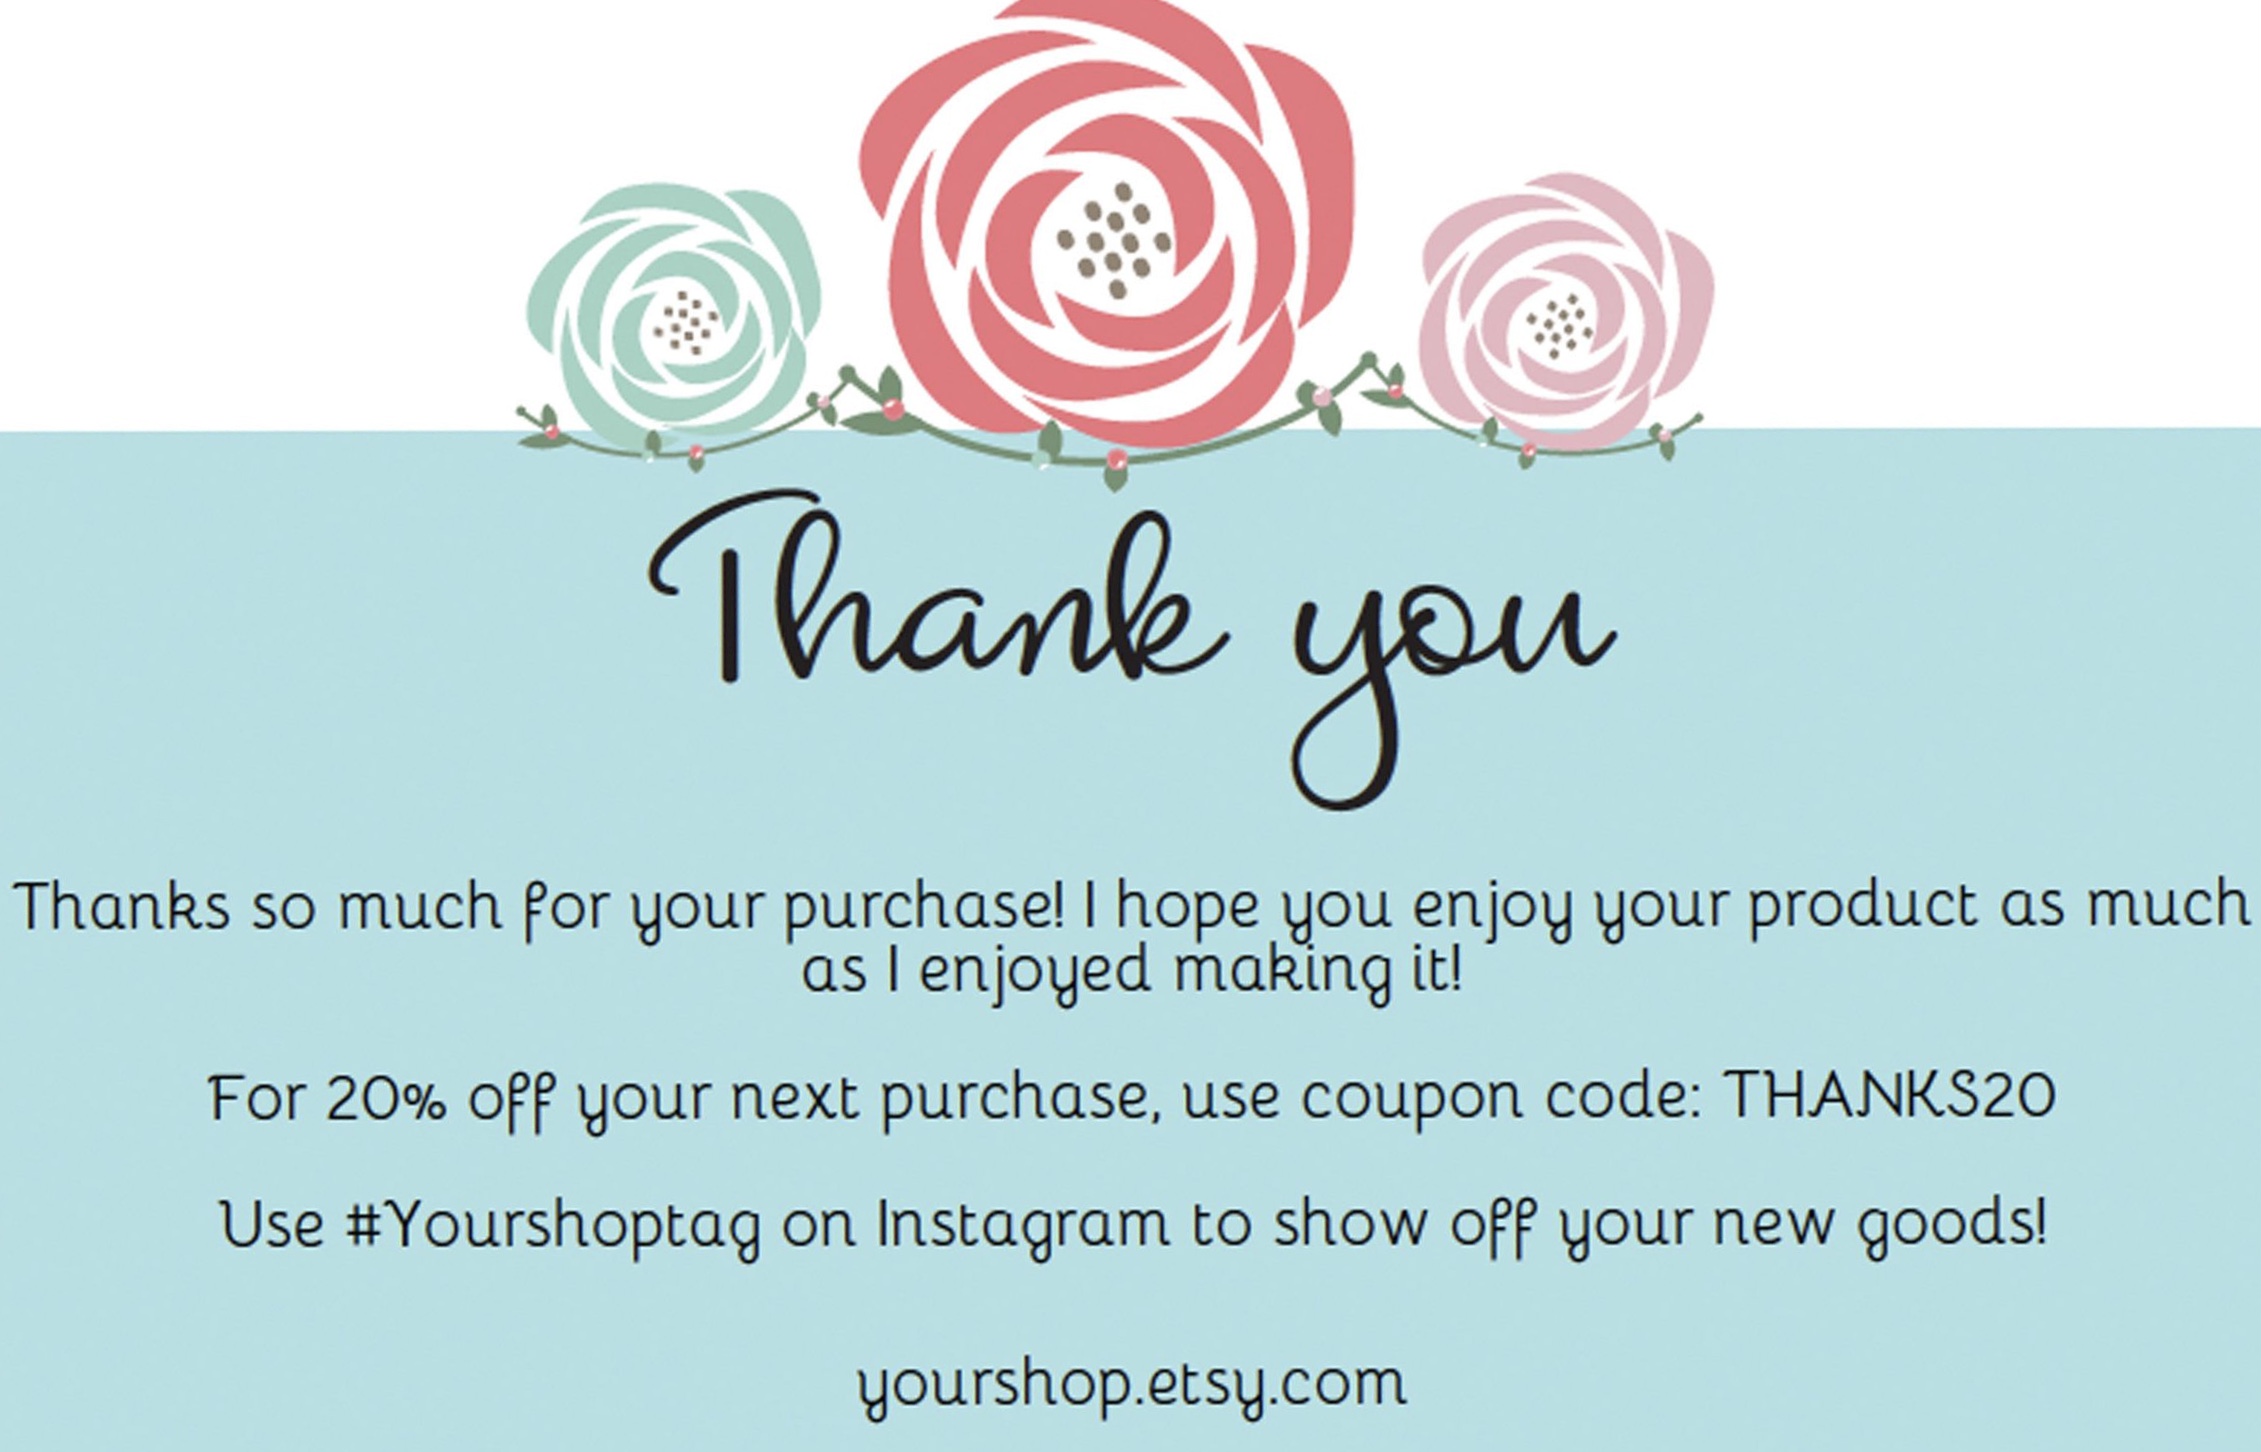 Thank you
Thanks so much for your purchase! I hope you enjoy your product as much
as I enjoyed making it!
For 20% off your next purchase, use coupon code: THANKS20
Use #Yourshoptag on Instagram to show off your new goods!
yourshop.etsy.com